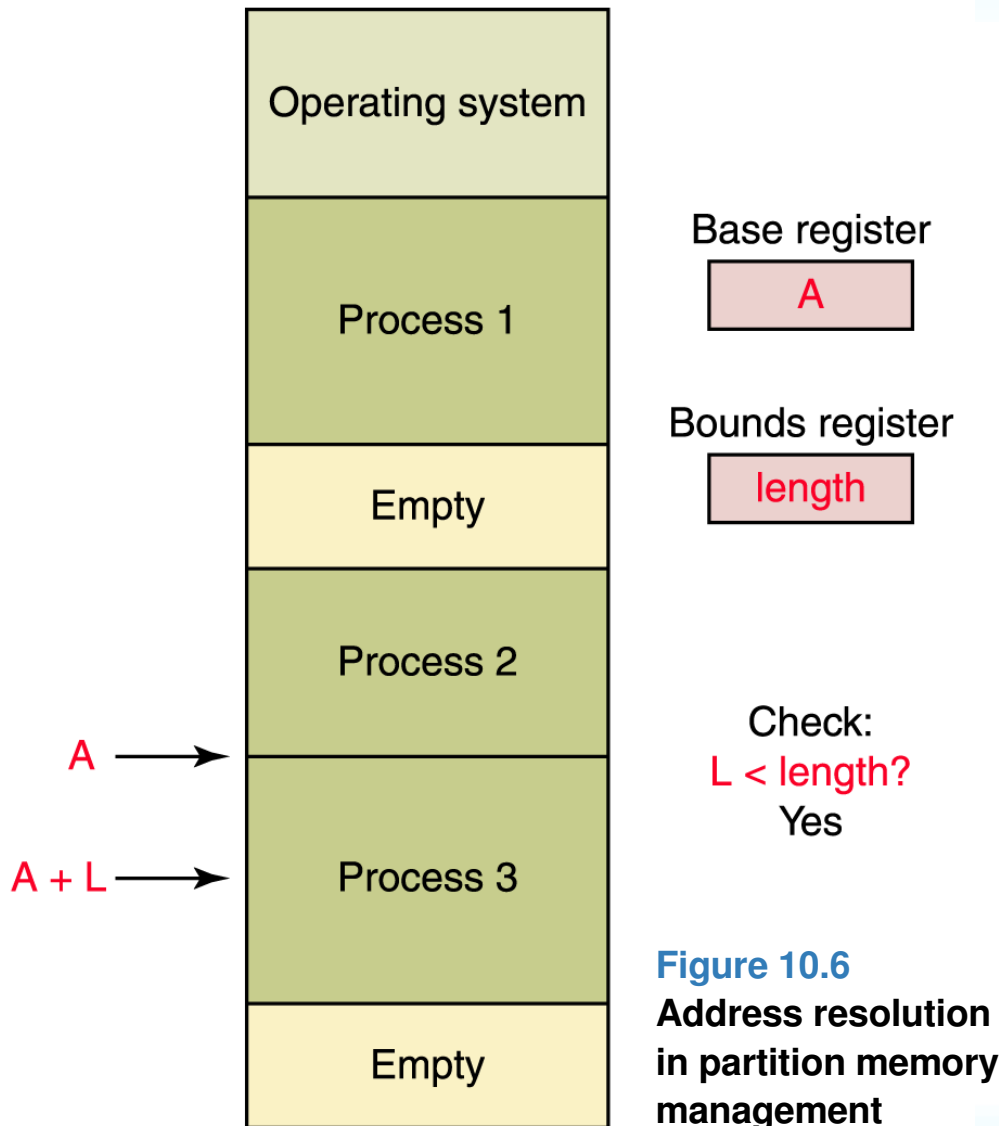 Operating system
Process 1
Empty
Process 2
Process 3
Empty
A
A + L
Base register
A
Bounds register
length
Check:
L < length?
Yes
Figure 10.6
Address resolution
in partition memory
management